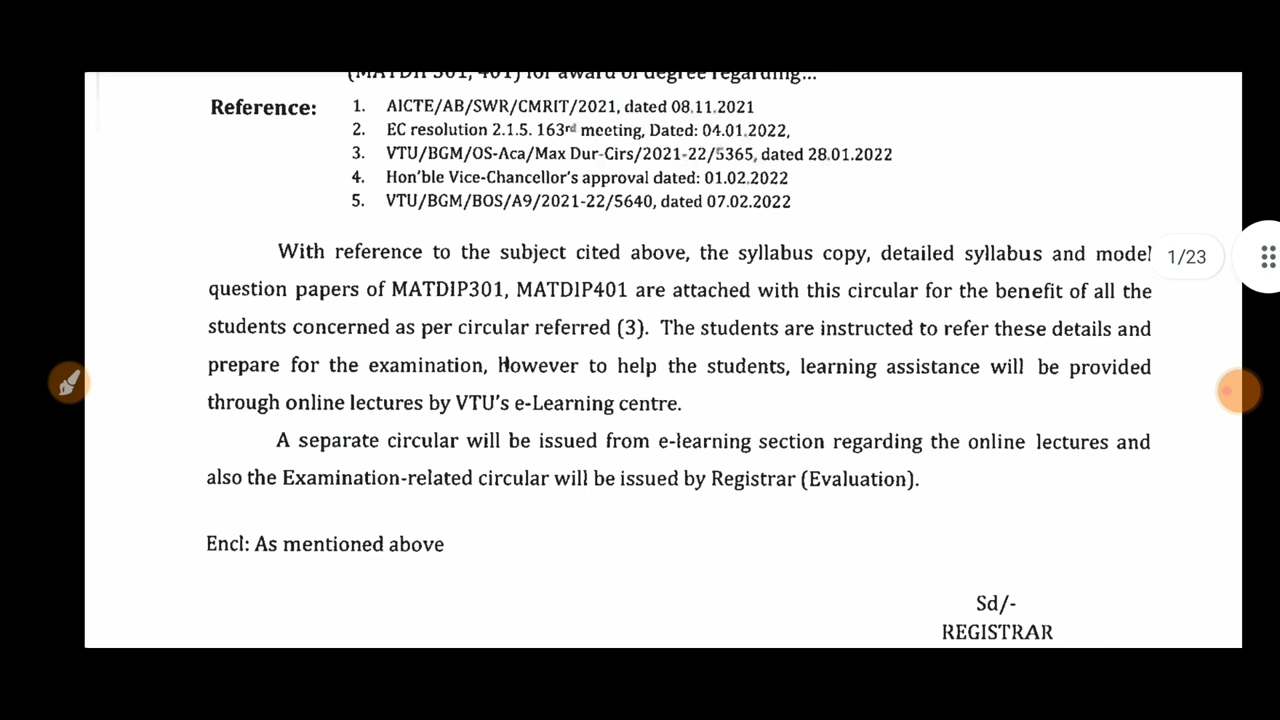 (MATDIP301, 401) for award of degree regarding...
Reference: 1. AICTE/AB/SWR/CMRIT/2021, dated 08.11.2021
2. EC resolution 2.1.5. 163rd meeting, Dated: 04.01.2022,
3. VTU/BGM/OS-Aca/Max Dur-Cirs/2021-22/5365, dated 28.01.2022
4. Hon'ble Vice-Chancellor's approval dated: 01.02.2022
5. VTU/BGM/BOS/A9/2021-22/5640, dated 07.02.2022
With reference to the subject cited above, the syllabus copy, detailed syllabus and model
question papers of MATDIP301, MATDIP401 are attached with this circular for the benefit of all the
students concerned as per circular referred (3). The students are instructed to refer these details and
prepare for the examination, However to help the students, learning assistance will be provided
through online lectures by VTU's e-Learning centre.
A separate circular will be issued from e-learning section regarding the online lectures and
also the Examination-related circular will be issued by Registrar (Evaluation).
Encl: As mentioned above
Sd/-
REGISTRAR
1/23